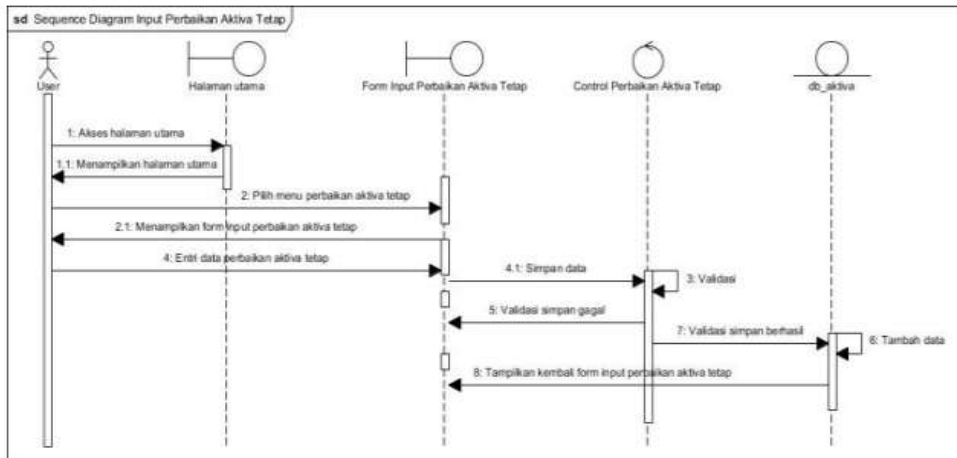 sd Sequence Diagram Input Perbaikan Aktiva Tetap
User
Halaman utama
Form Input Perbaikan Aktiva Tetap
Control Perbaikan Aktiva Tetap
db_aktiva
1: Akses halaman utama
1.1: Menampilkan halaman utama
2: Pilih menu perbaikan aktiva tetap
2.1: Menampilkan form input perbaikan aktiva tetap
4: Entri data perbaikan aktiva tetap
4.1: Simpan data
3: Validasi
5: Validasi simpan gagal
7: Validasi simpan berhasil
6: Tambah data
8: Tampilkan kembali form input perbaikan aktiva tetap